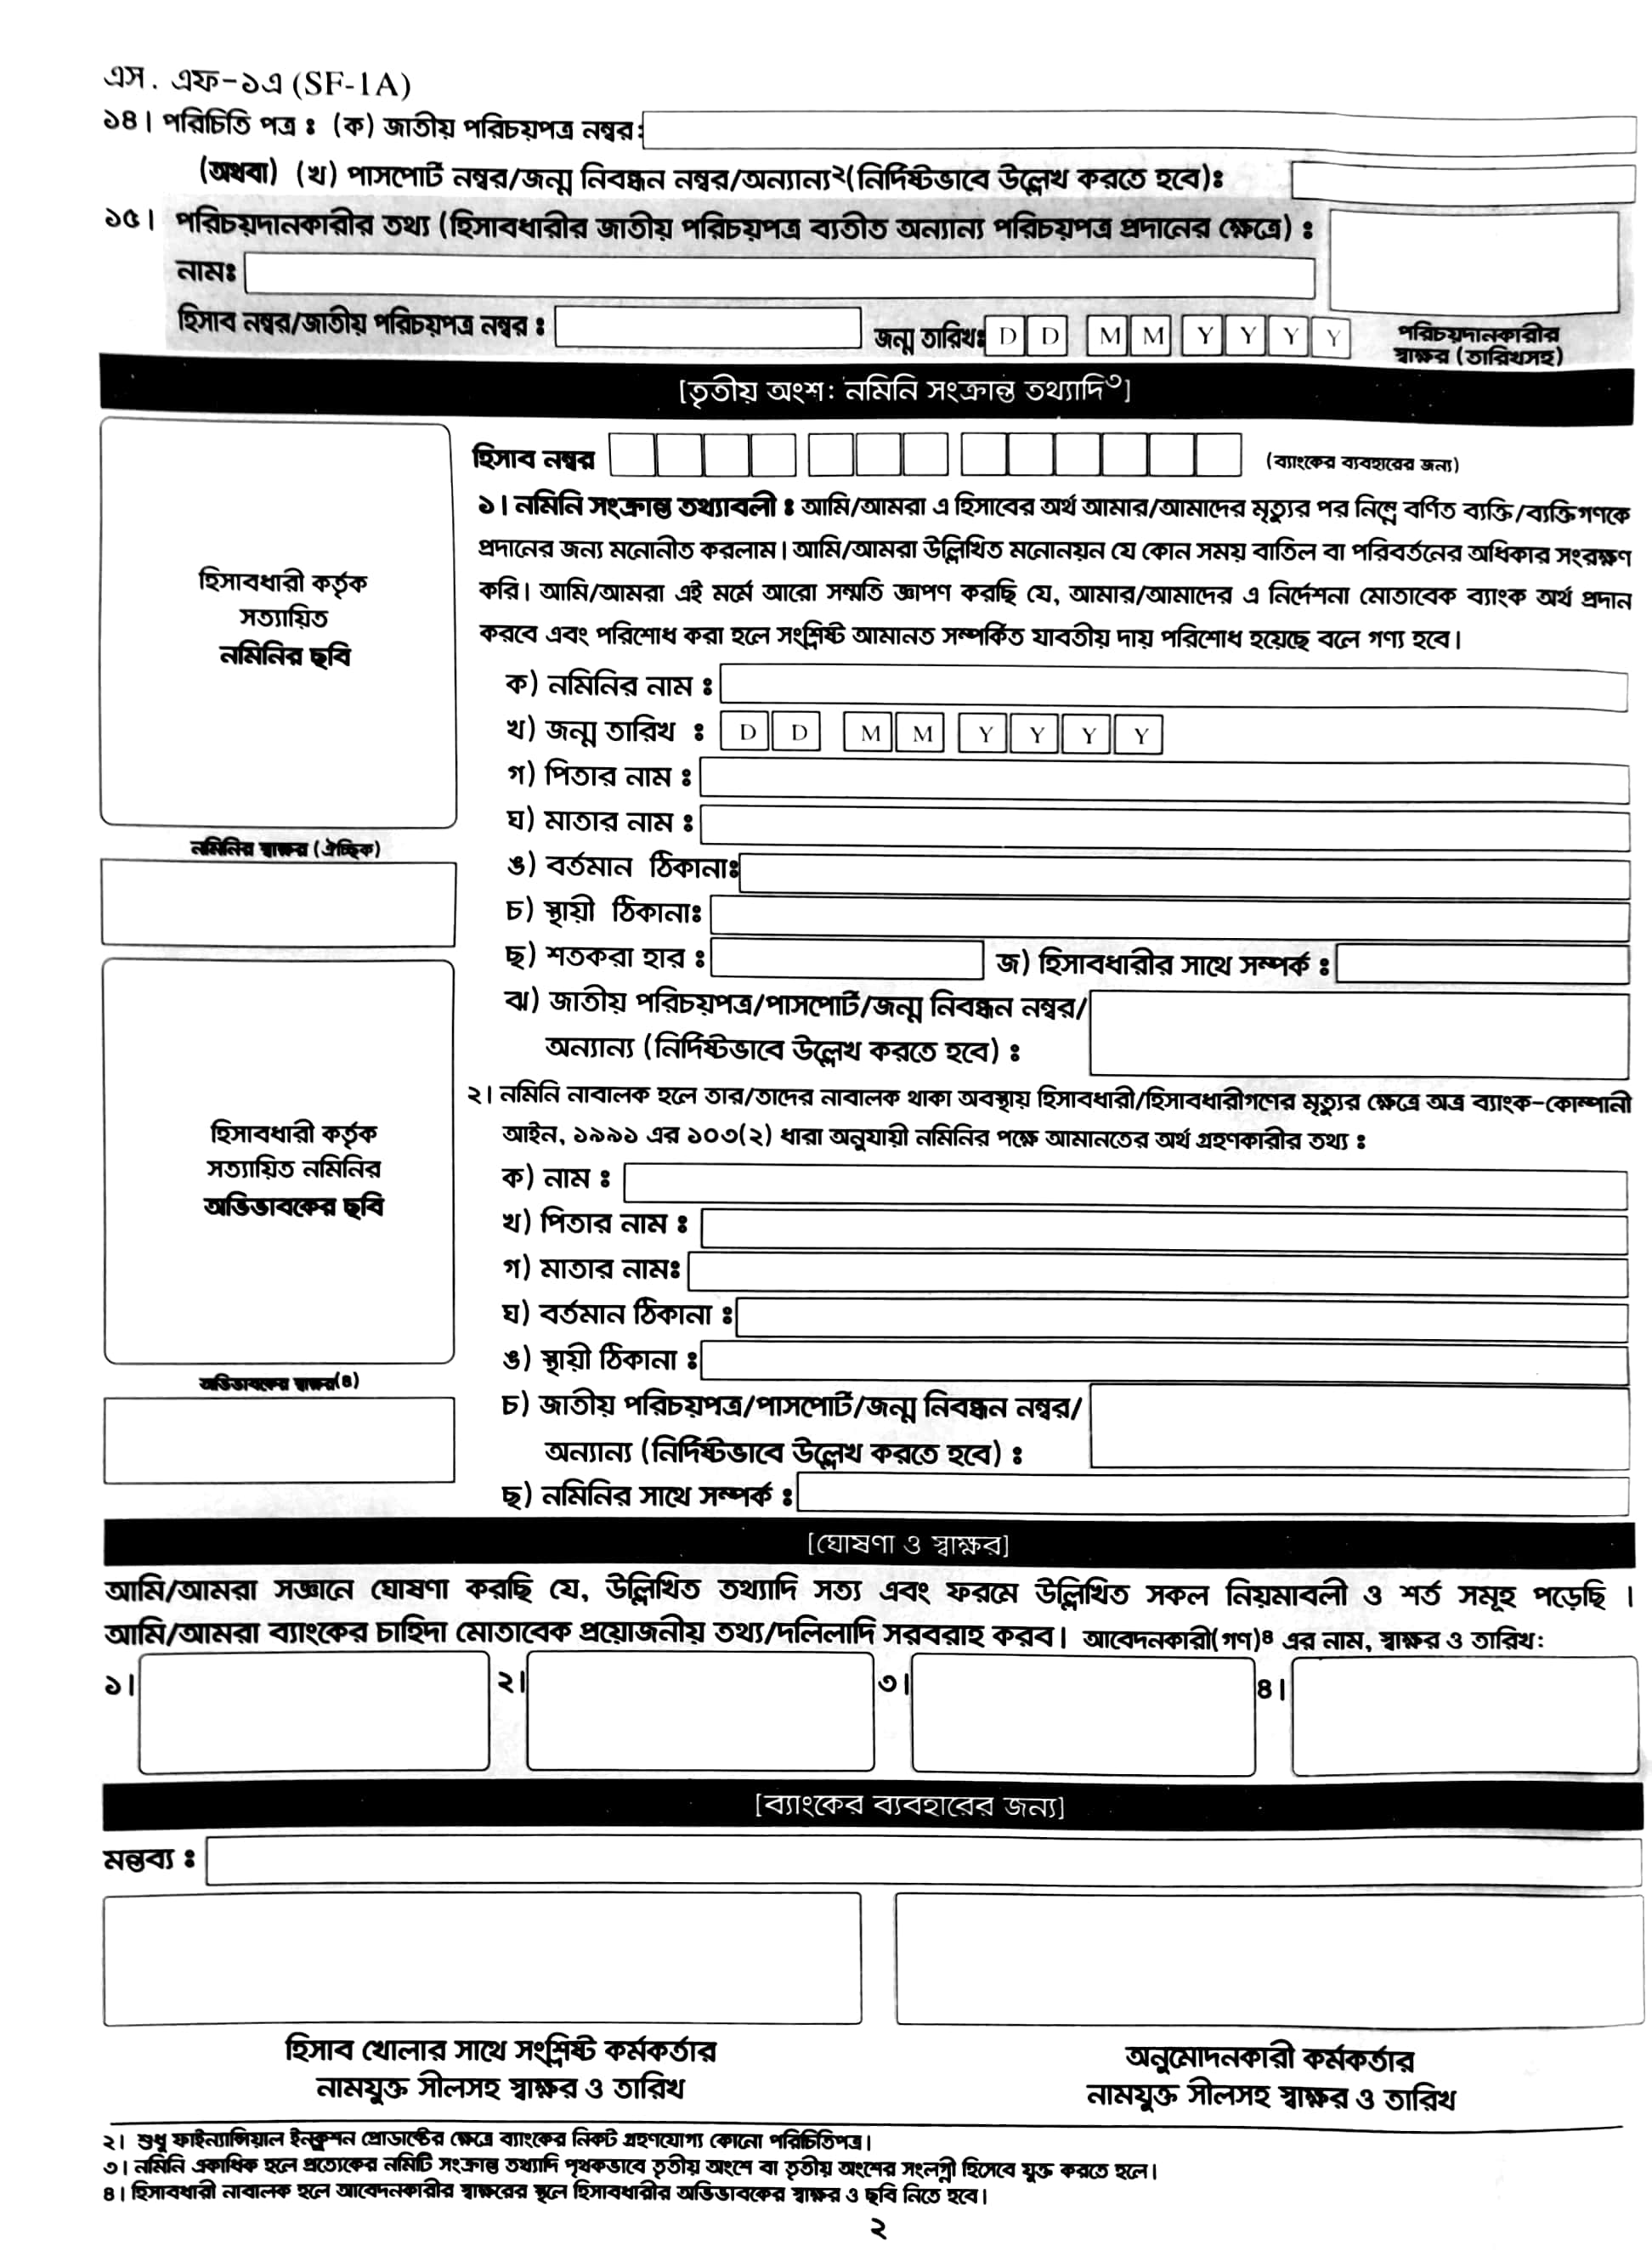 এস. এফ-১এ (SF-1A)
১৪। পরিচিতি পত্র ঃ (ক) জাতীয় পরিচয়পত্র নম্বর:
(অথবা) (খ) পাসপোর্ট নম্বর/জন্ম নিবন্ধন নম্বর/অন্যান্য২(নির্দিষ্টভাবে উল্লেখ করতে হবে)ঃ
১৫। পরিচয়দানকারীর তথ্য (হিসাবধারীর জাতীয় পরিচয়পত্র ব্যতীত অন্যান্য পরিচয়পত্র প্রদানের ক্ষেত্রে) ঃ
নামঃ
হিসাব নম্বর/জাতীয় পরিচয়পত্র নম্বর ঃ
জন্ম তারিখঃ D D M M Y Y Y Y
পরিচয়দানকারীর
স্বাক্ষর (তারিখসহ)
[তৃতীয় অংশ: নমিনি সংক্রান্ত তথ্যাদি৩]
হিসাবধারী কর্তৃক
সত্যায়িত
নমিনির ছবি
হিসাব নম্বর (ব্যাংকের ব্যবহারের জন্য)
১। নমিনি সংক্রান্ত তথ্যাবলী ঃ আমি/আমরা এ হিসাবের অর্থ আমার/আমাদের মৃত্যুর পর নিম্নে বর্ণিত ব্যক্তি/ব্যক্তিগণকে
প্রদানের জন্য মনোনীত করলাম। আমি/আমরা উল্লিখিত মনোনয়ন যে কোন সময় বাতিল বা পরিবর্তনের অধিকার সংরক্ষণ
করি। আমি/আমরা এই মর্মে আরো সম্মতি জ্ঞাপণ করছি যে, আমার/আমাদের এ নির্দেশনা মোতাবেক ব্যাংক অর্থ প্রদান
করবে এবং পরিশোধ করা হলে সংশ্লিষ্ট আমানত সম্পর্কিত যাবতীয় দায় পরিশোধ হয়েছে বলে গণ্য হবে।
ক) নমিনির নাম ঃ
খ) জন্ম তারিখ ঃ D D M M Y Y Y Y
গ) পিতার নাম ঃ
ঘ) মাতার নাম ঃ
নমিনির স্বাক্ষর (ঐচ্ছিক)
ঙ) বর্তমান ঠিকানাঃ
চ) স্থায়ী ঠিকানাঃ
ছ) শতকরা হার ঃ
জ) হিসাবধারীর সাথে সম্পর্ক ঃ
ঝ) জাতীয় পরিচয়পত্র/পাসপোর্ট/জন্ম নিবন্ধন নম্বর/
অন্যান্য (নির্দিষ্টভাবে উল্লেখ করতে হবে) ঃ
২। নমিনি নাবালক হলে তার/তাদের নাবালক থাকা অবস্থায় হিসাবধারী/হিসাবধারীগণের মৃত্যুর ক্ষেত্রে অত্র ব্যাংক-কোম্পানী
আইন, ১৯৯১ এর ১০৩(২) ধারা অনুযায়ী নমিনির পক্ষে আমানতের অর্থ গ্রহণকারীর তথ্য ঃ
হিসাবধারী কর্তৃক
সত্যায়িত নমিনির
অভিভাবকের ছবি
ক) নাম ঃ
খ) পিতার নাম ঃ
গ) মাতার নামঃ
ঘ) বর্তমান ঠিকানা ঃ
ঙ) স্থায়ী ঠিকানা ঃ
অভিভাবকের স্বাক্ষর(৪)
চ) জাতীয় পরিচয়পত্র/পাসপোর্ট/জন্ম নিবন্ধন নম্বর/
অন্যান্য (নির্দিষ্টভাবে উল্লেখ করতে হবে) ঃ
ছ) নমিনির সাথে সম্পর্ক ঃ
[ঘোষণা ও স্বাক্ষর]
আমি/আমরা সজ্ঞানে ঘোষণা করছি যে, উল্লিখিত তথ্যাদি সত্য এবং ফরমে উল্লিখিত সকল নিয়মাবলী ও শর্ত সমূহ পড়েছি ।
আমি/আমরা ব্যাংকের চাহিদা মোতাবেক প্রয়োজনীয় তথ্য/দলিলাদি সরবরাহ করব। আবেদনকারী(গণ)৪ এর নাম, স্বাক্ষর ও তারিখ:
১। ২। ৩। ৪।
[ব্যাংকের ব্যবহারের জন্য]
মন্তব্য ঃ
হিসাব খোলার সাথে সংশ্লিষ্ট কর্মকর্তার
নামযুক্ত সীলসহ স্বাক্ষর ও তারিখ
অনুমোদনকারী কর্মকর্তার
নামযুক্ত সীলসহ স্বাক্ষর ও তারিখ
২। শুধু ফাইন্যান্সিয়াল ইনক্লুশন প্রোডাক্টের ক্ষেত্রে ব্যাংকের নিকট গ্রহণযোগ্য কোনো পরিচিতিপত্র।
৩। নমিনি একাধিক হলে প্রত্যেকের নমিটি সংক্রান্ত তথ্যাদি পৃথকভাবে তৃতীয় অংশে বা তৃতীয় অংশের সংলগ্নী হিসেবে যুক্ত করতে হলে।
৪। হিসাবধারী নাবালক হলে আবেদনকারীর স্বাক্ষরের স্থলে হিসাবধারীর অভিভাবকের স্বাক্ষর ও ছবি নিতে হবে।
২